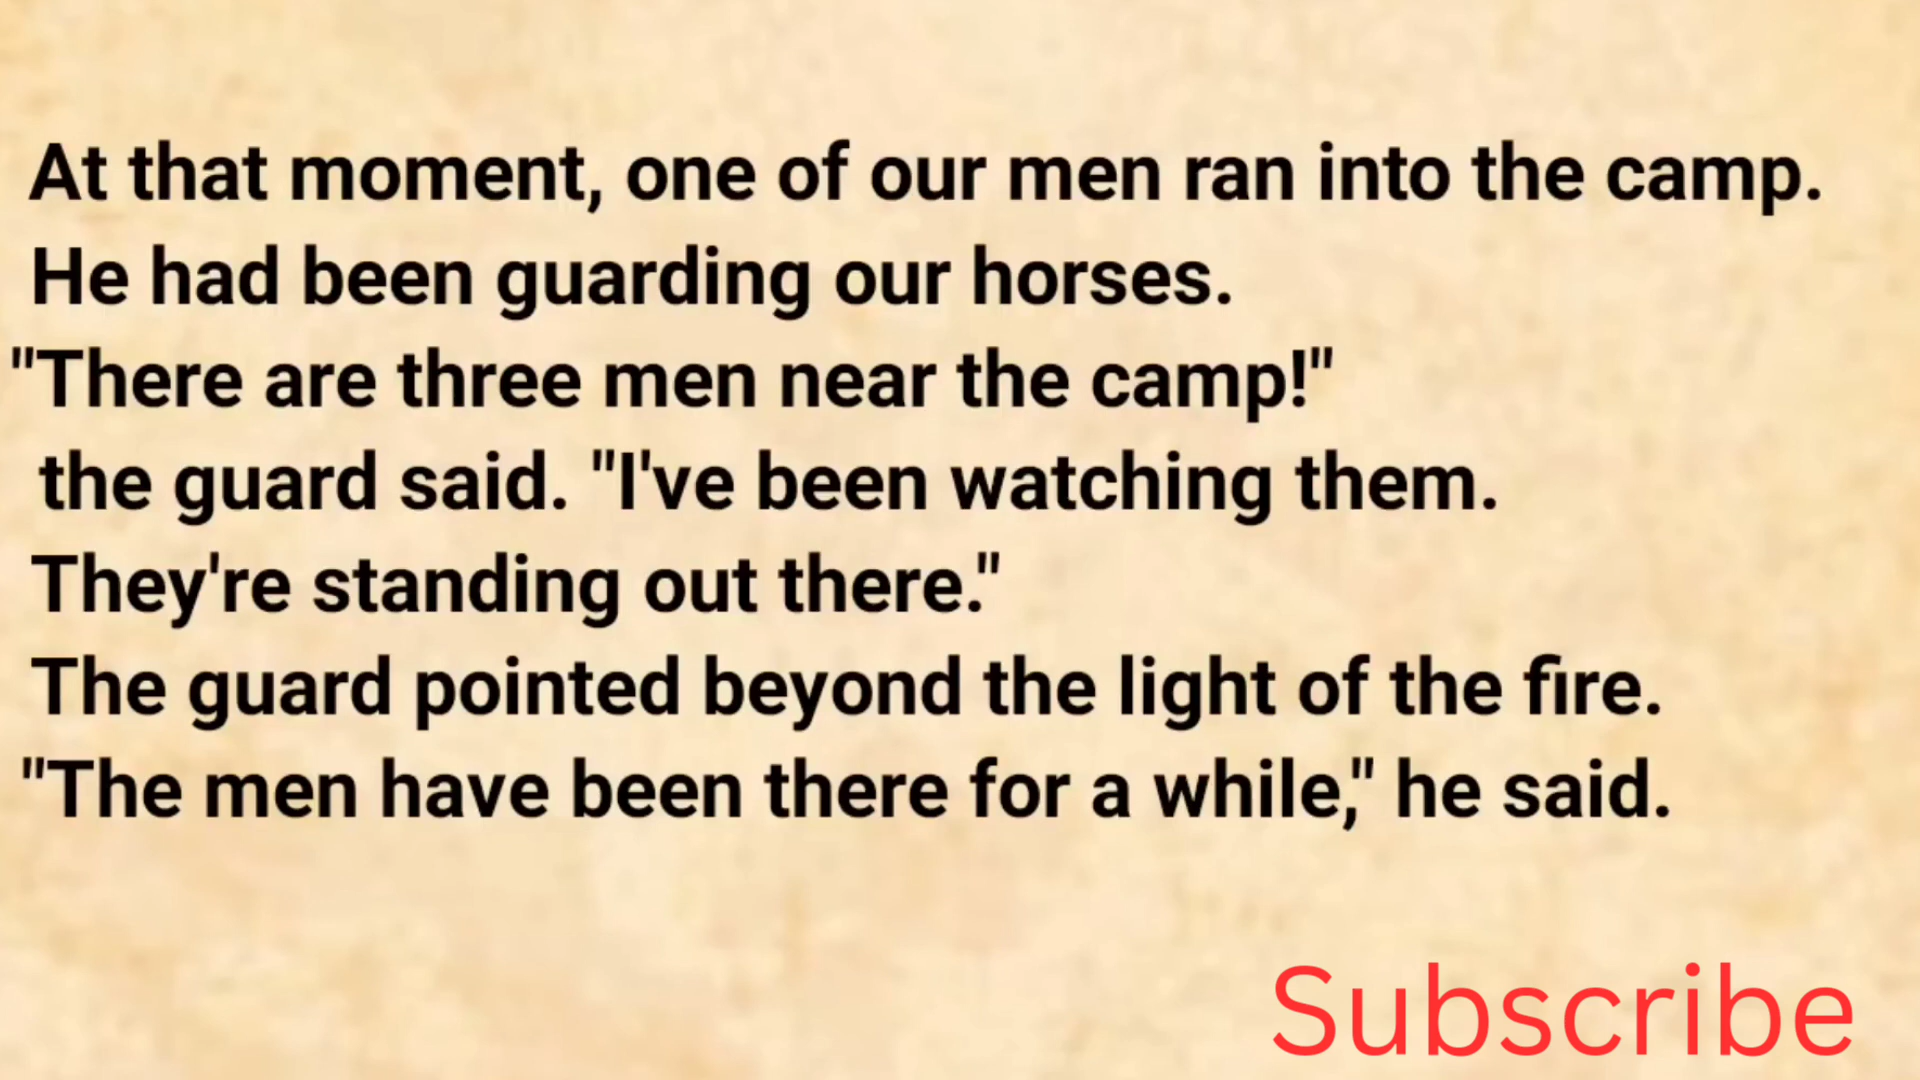 At that moment, one of our men ran into the camp.
He had been guarding our horses.
"There are three men near the camp!"
the guard said. "I've been watching them.
They're standing out there."
The guard pointed beyond the light of the fire.
"The men have been there for a while," he said.
Subscribe